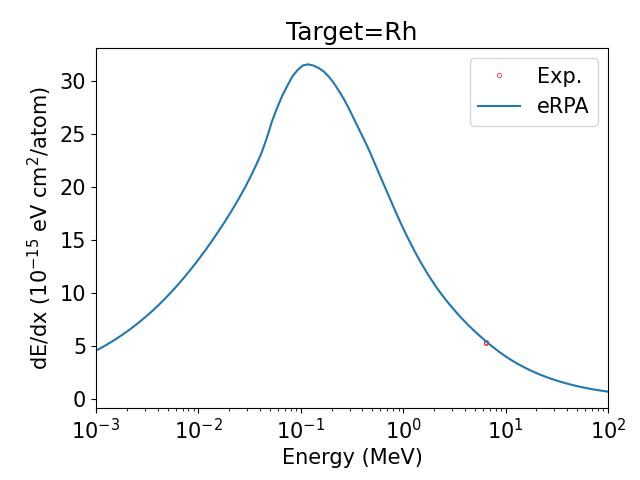 Target=Rh
dE/dx (10⁻¹⁵ eV cm²/atom)
30
25
20
15
10
5
0
Exp.
eRPA
10⁻³ 10⁻² 10⁻¹ 10⁰ 10¹ 10²
Energy (MeV)